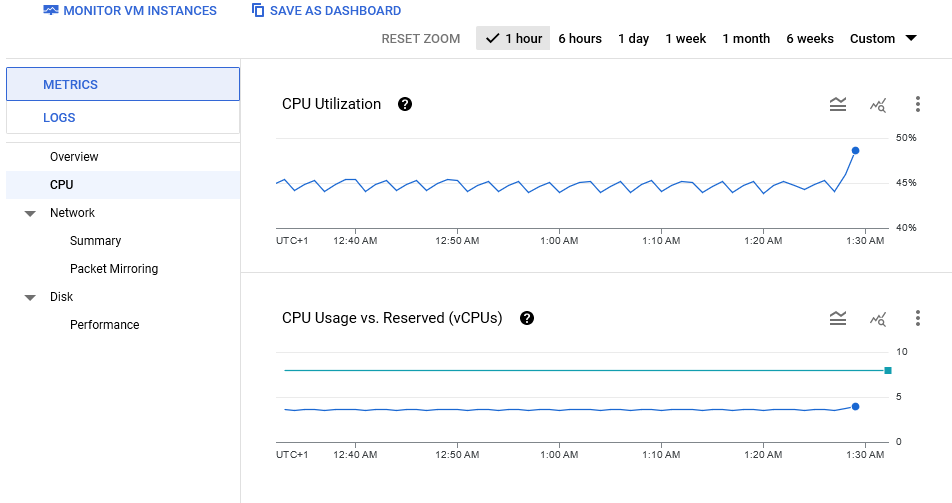 MONITOR VM INSTANCES SAVE AS DASHBOARD
RESET ZOOM 1 hour 6 hours 1 day 1 week 1 month 6 weeks Custom
METRICS
LOGS
Overview
CPU
Network
Summary
Packet Mirroring
Disk
Performance
CPU Utilization ?
50%
45%
40%
UTC+1 12:40 AM 12:50 AM 1:00 AM 1:10 AM 1:20 AM 1:30 AM
CPU Usage vs. Reserved (vCPUs) ?
10
5
0
UTC+1 12:40 AM 12:50 AM 1:00 AM 1:10 AM 1:20 AM 1:30 AM